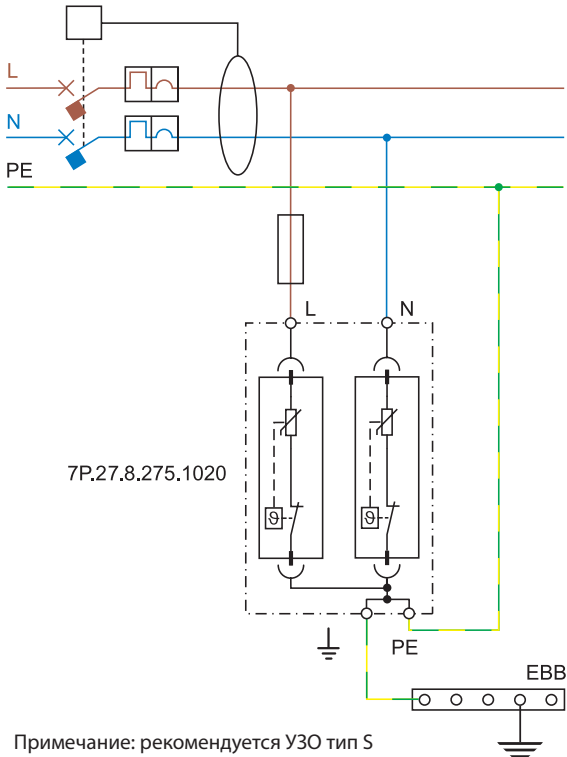 L
N
PE
L
N
7P.27.8.275.1020
ϑ
ϑ
PE
EBB
Примечание: рекомендуется УЗО тип S